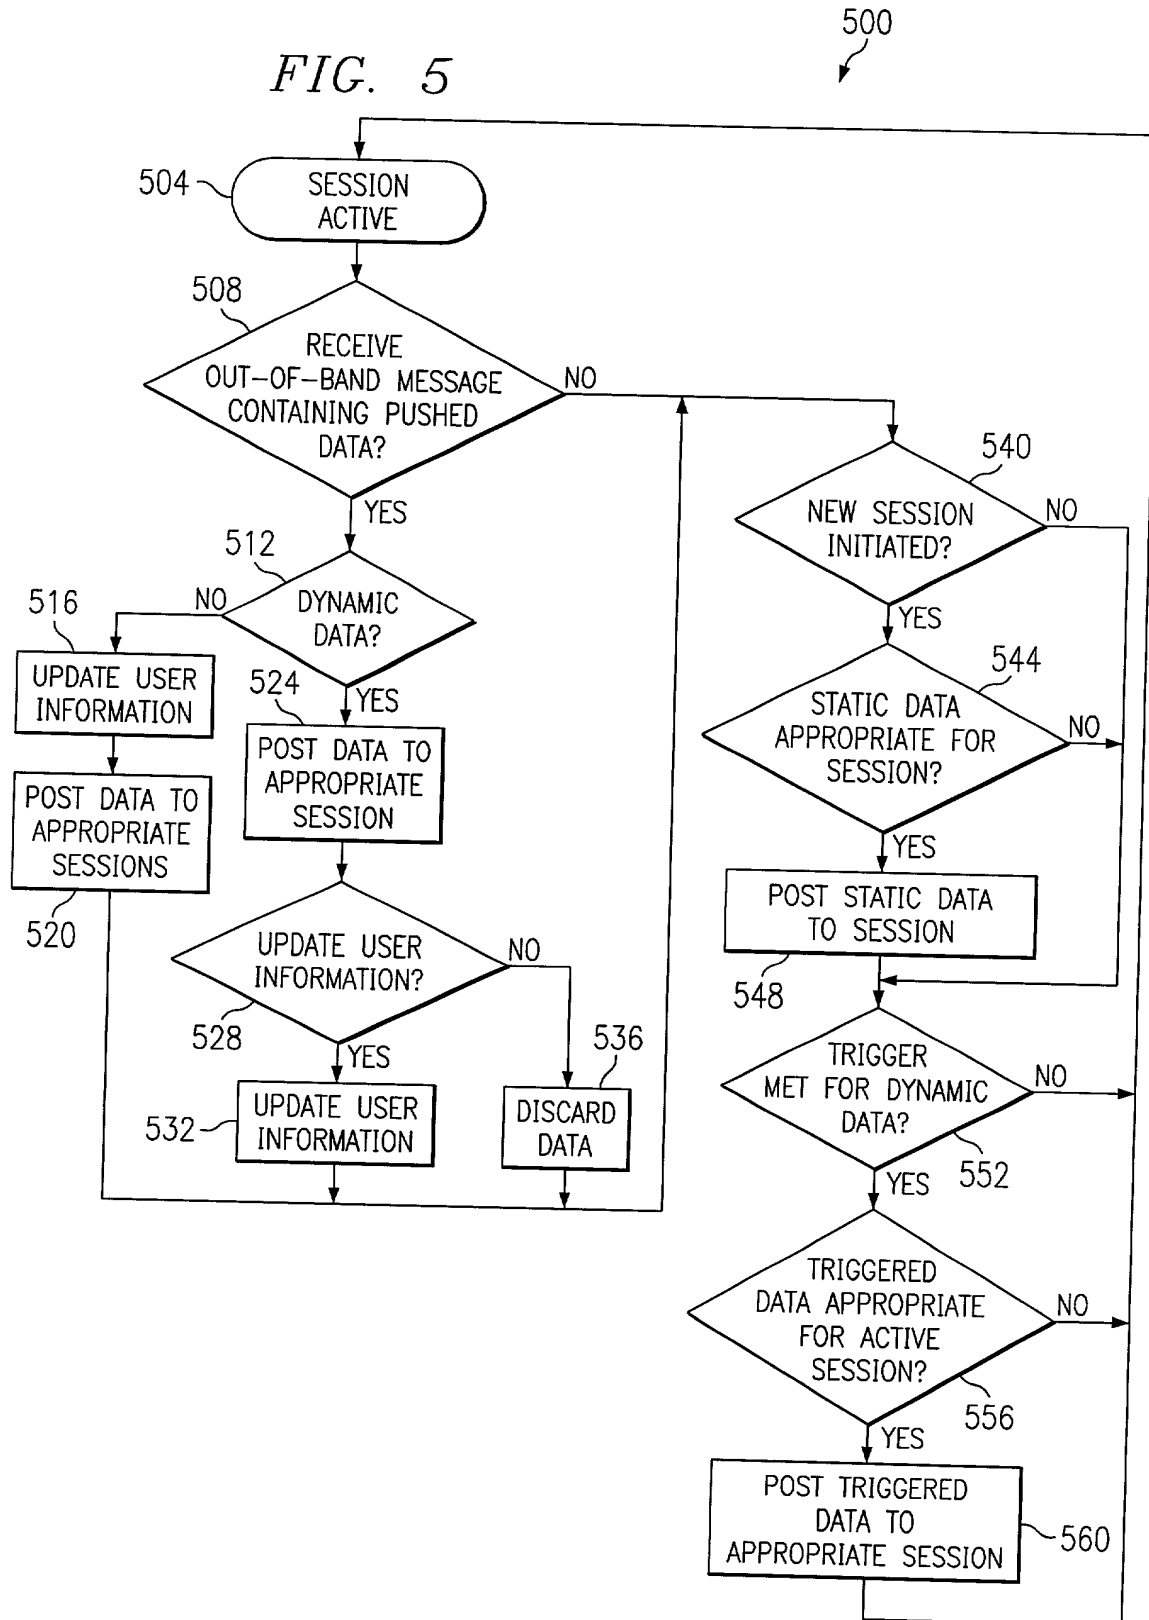 500
FIG. 5
504
SESSION
ACTIVE
508
RECEIVE
OUT-OF-BAND MESSAGE
CONTAINING PUSHED
DATA?
NO
YES
512
NO
DYNAMIC
DATA?
YES
516
UPDATE USER
INFORMATION
POST DATA TO
APPROPRIATE
SESSIONS
520
524
POST DATA TO
APPROPRIATE
SESSION
UPDATE USER
INFORMATION?
NO
528
YES
532
UPDATE USER
INFORMATION
536
DISCARD
DATA
540
NEW SESSION
INITIATED?
NO
YES
544
STATIC DATA
APPROPRIATE FOR
SESSION?
NO
YES
POST STATIC DATA
TO SESSION
548
TRIGGER
MET FOR DYNAMIC
DATA?
NO
552
YES
TRIGGERED
DATA APPROPRIATE
FOR ACTIVE
SESSION?
NO
556
YES
POST TRIGGERED
DATA TO
APPROPRIATE SESSION
560